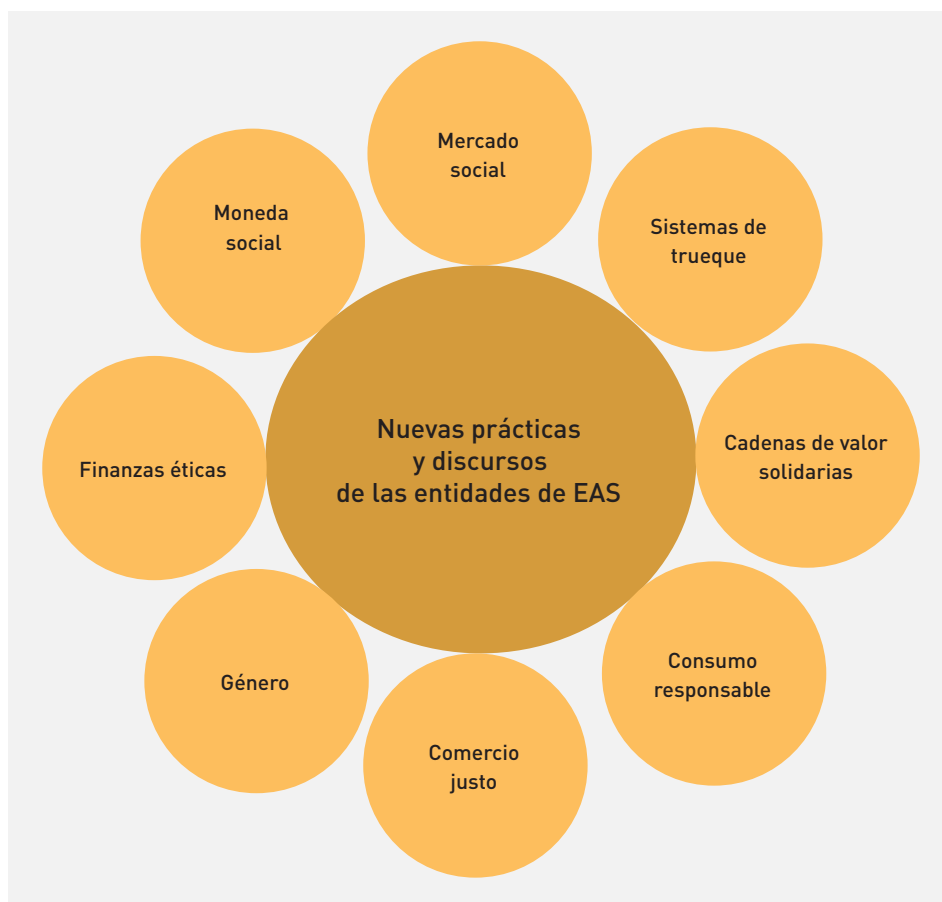 Mercado
social
Sistemas de
trueque
Cadenas de valor
solidarias
Consumo
responsable
Comercio
justo
Género
Finanzas éticas
Moneda
social
Nuevas prácticas
y discursos
de las entidades de EAS